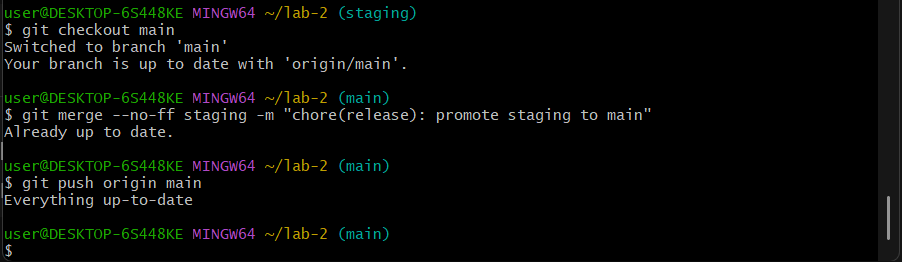 user@DESKTOP-6S448KE MINGW64 ~/lab-2 (staging)
$ git checkout main
Switched to branch 'main'
Your branch is up to date with 'origin/main'.
user@DESKTOP-6S448KE MINGW64 ~/lab-2 (main)
$ git merge --no-ff staging -m "chore(release): promote staging to main"
Already up to date.
user@DESKTOP-6S448KE MINGW64 ~/lab-2 (main)
$ git push origin main
Everything up-to-date
user@DESKTOP-6S448KE MINGW64 ~/lab-2 (main)
$